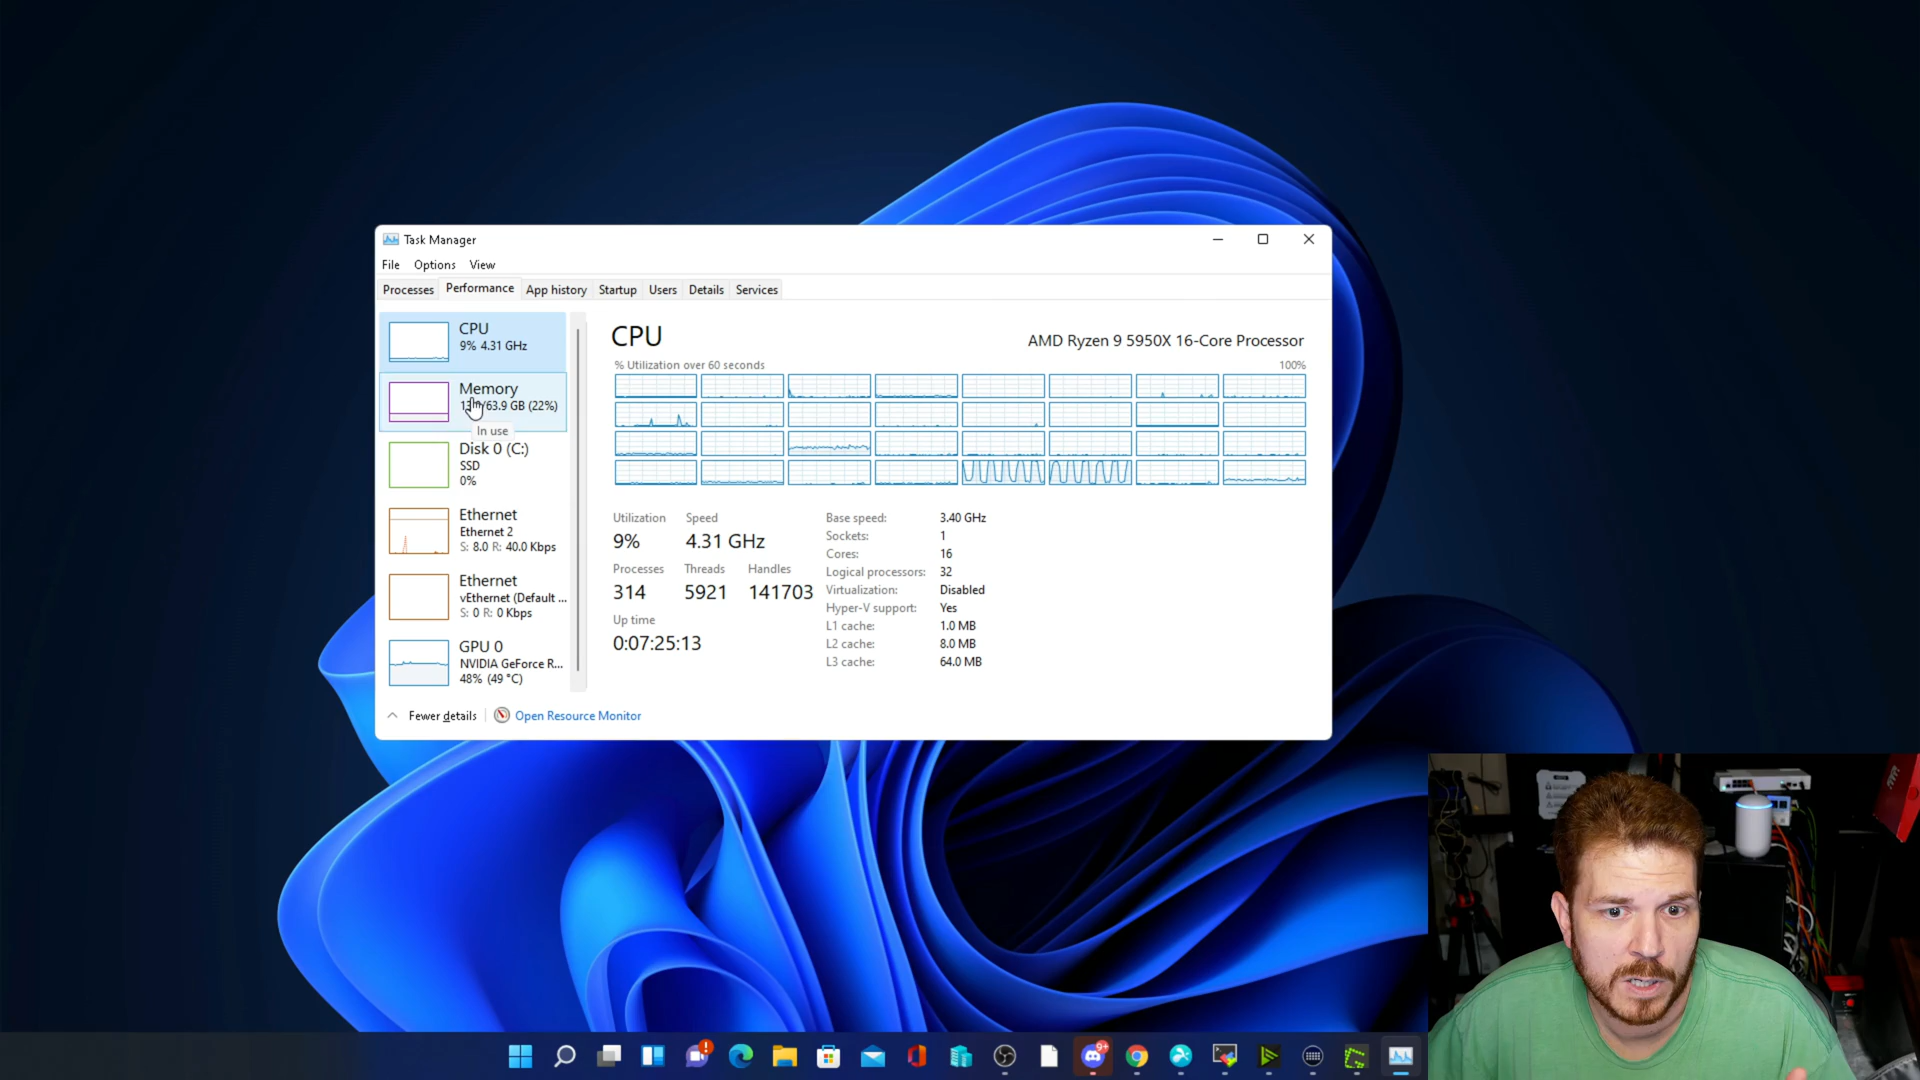 Task Manager
File Options View
Processes Performance App history Startup Users Details Services
CPU
9% 4.31 GHz
Memory
/63.9 GB (22%)
In use
Disk 0 (C:)
SSD
0%
Ethernet
Ethernet 2
S: 8.0 R: 40.0 Kbps
Ethernet
vEthernet (Default ...
S: 0 R: 0 Kbps
GPU 0
NVIDIA GeForce R...
48% (49 °C)
CPU
AMD Ryzen 9 5950X 16-Core Processor
% Utilization over 60 seconds 100%
Utilization Speed
9% 4.31 GHz
Processes Threads Handles
314 5921 141703
Up time
0:07:25:13
Base speed: 3.40 GHz
Sockets: 1
Cores: 16
Logical processors: 32
Virtualization: Disabled
Hyper-V support: Yes
L1 cache: 1.0 MB
L2 cache: 8.0 MB
L3 cache: 64.0 MB
Fewer details Open Resource Monitor
9+